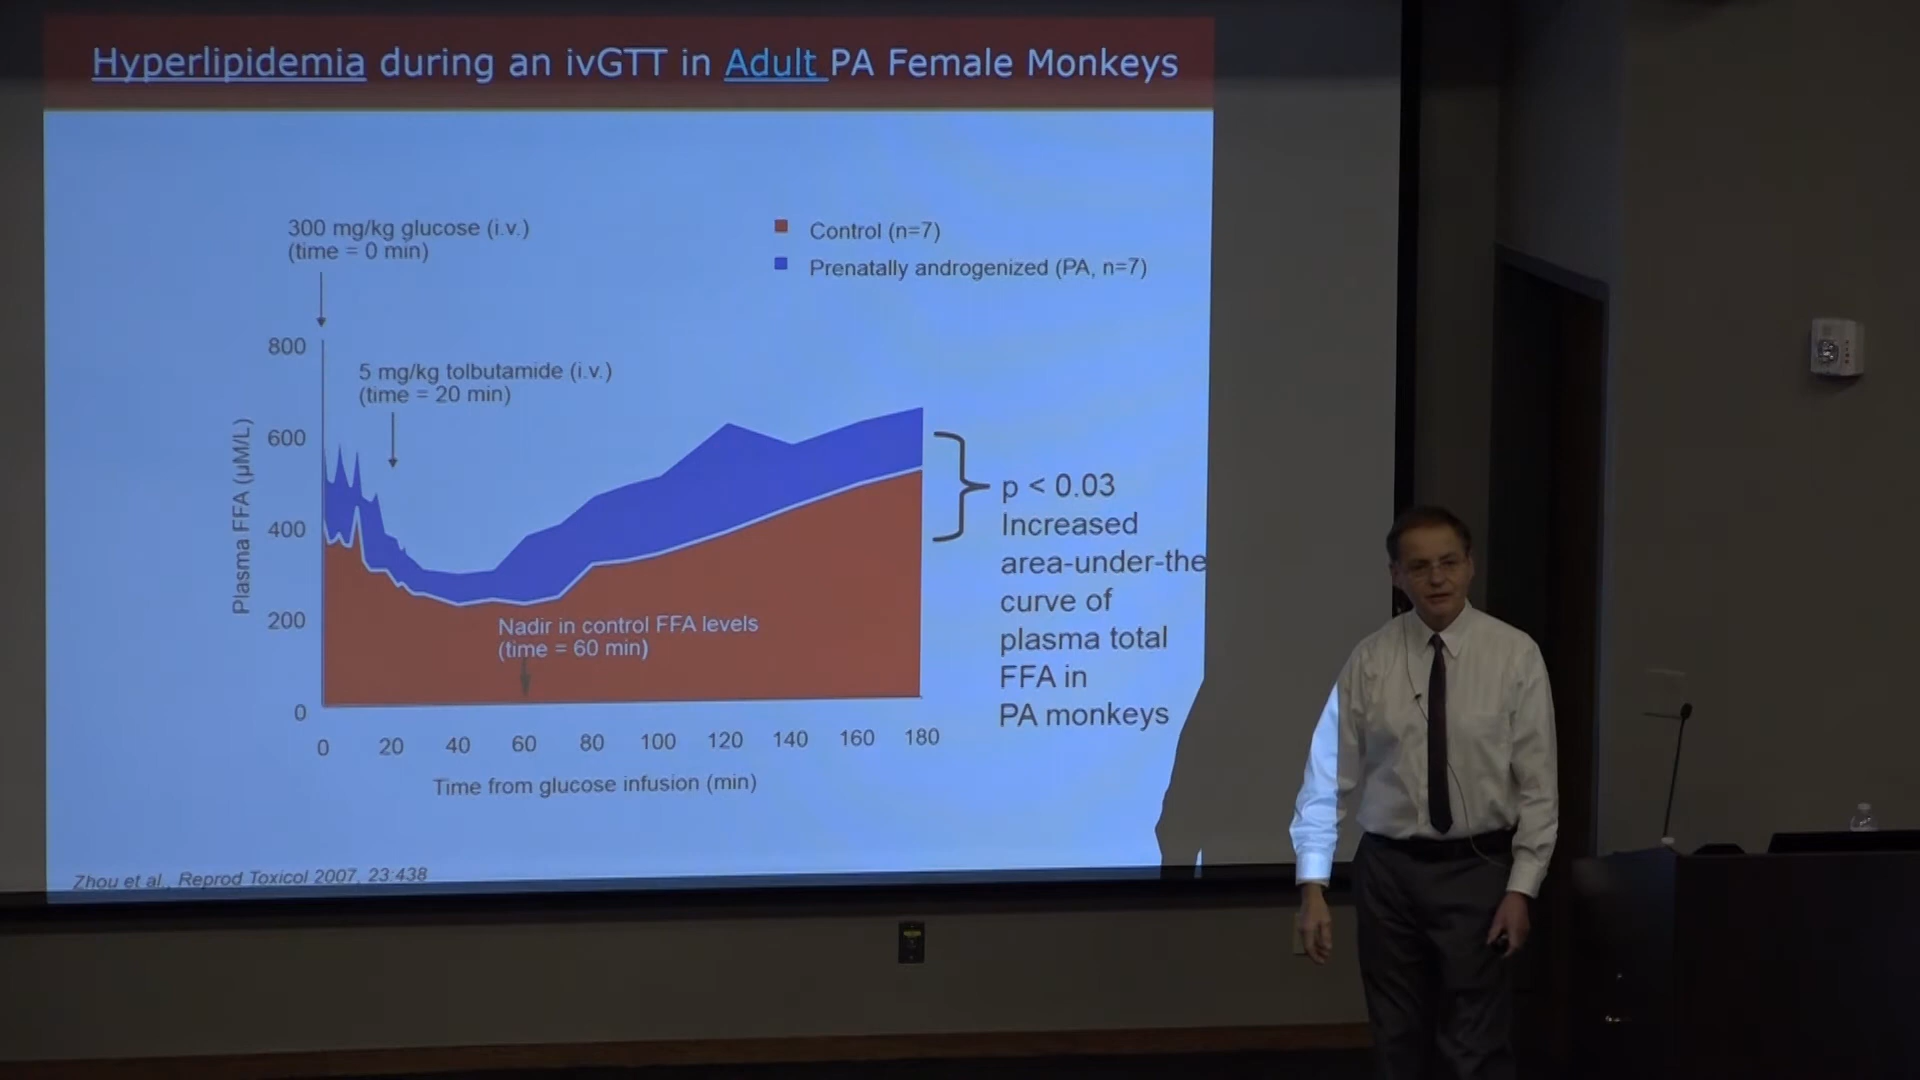 Hyperlipidemia during an ivGTT in Adult PA Female Monkeys
300 mg/kg glucose (i.v.)
(time = 0 min)
Control (n=7)
Prenatally androgenized (PA, n=7)
5 mg/kg tolbutamide (i.v.)
(time = 20 min)
Plasma FFA (µM/L)
800
600
400
200
0
Nadir in control FFA levels
(time = 60 min)
p < 0.03
Increased
area-under-the
curve of
plasma total
FFA in
PA monkeys
0 20 40 60 80 100 120 140 160 180
Time from glucose infusion (min)
Zhou et al., Reprod Toxicol 2007, 23:438